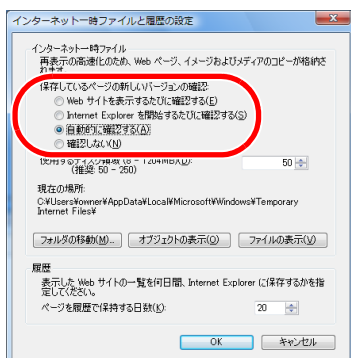 インターネット一時ファイルと履歴の設定
インターネット一時ファイル
再表示の高速化のため、Web ページ、イメージおよびメディアのコピーが格納さ
れます。
保存しているページの新しいバージョンの確認:
Web サイトを表示するたびに確認する(E)
Internet Explorer を開始するたびに確認する(S)
自動的に確認する(A)
確認しない(N)
使用するディスク領域 (8 - 1204MB)(D):
50
(推奨: 50 - 250)
現在の場所:
C:¥Users¥owner¥AppData¥Local¥Microsoft¥Windows¥Temporary
Internet Files¥
フォルダの移動(M)...
オブジェクトの表示(O)
ファイルの表示(V)
履歴
表示した Web サイトの一覧を何日間、Internet Explorer に保存するかを指
定してください。
ページを履歴で保持する日数(K):
20
OK
キャンセル